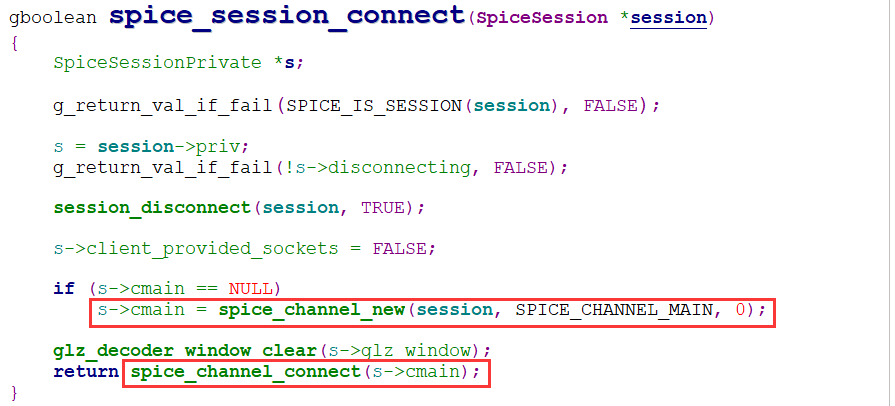 gboolean spice_session_connect(SpiceSession *session)
{
    SpiceSessionPrivate *s;
    g_return_val_if_fail(SPICE_IS_SESSION(session), FALSE);
    s = session->priv;
    g_return_val_if_fail(!s->disconnecting, FALSE);
    session_disconnect(session, TRUE);
    s->client_provided_sockets = FALSE;
    if (s->cmain == NULL)
        s->cmain = spice_channel_new(session, SPICE_CHANNEL_MAIN, 0);
    glz_decoder_window_clear(s->glz_window);
    return spice_channel_connect(s->cmain);
}